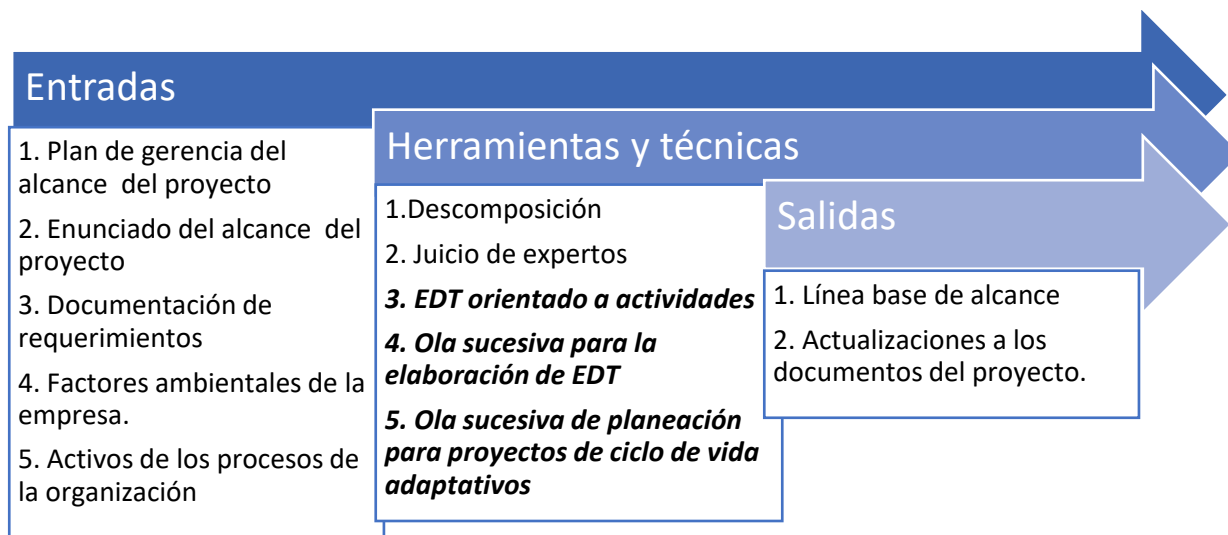 Entradas
1. Plan de gerencia del
alcance del proyecto
2. Enunciado del alcance del
proyecto
3. Documentación de
requerimientos
4. Factores ambientales de la
empresa.
5. Activos de los procesos de
la organización
Herramientas y técnicas
1.Descomposición
2. Juicio de expertos
3. EDT orientado a actividades
4. Ola sucesiva para la
elaboración de EDT
5. Ola sucesiva de planeación
para proyectos de ciclo de vida
adaptativos
Salidas
1. Línea base de alcance
2. Actualizaciones a los
documentos del proyecto.